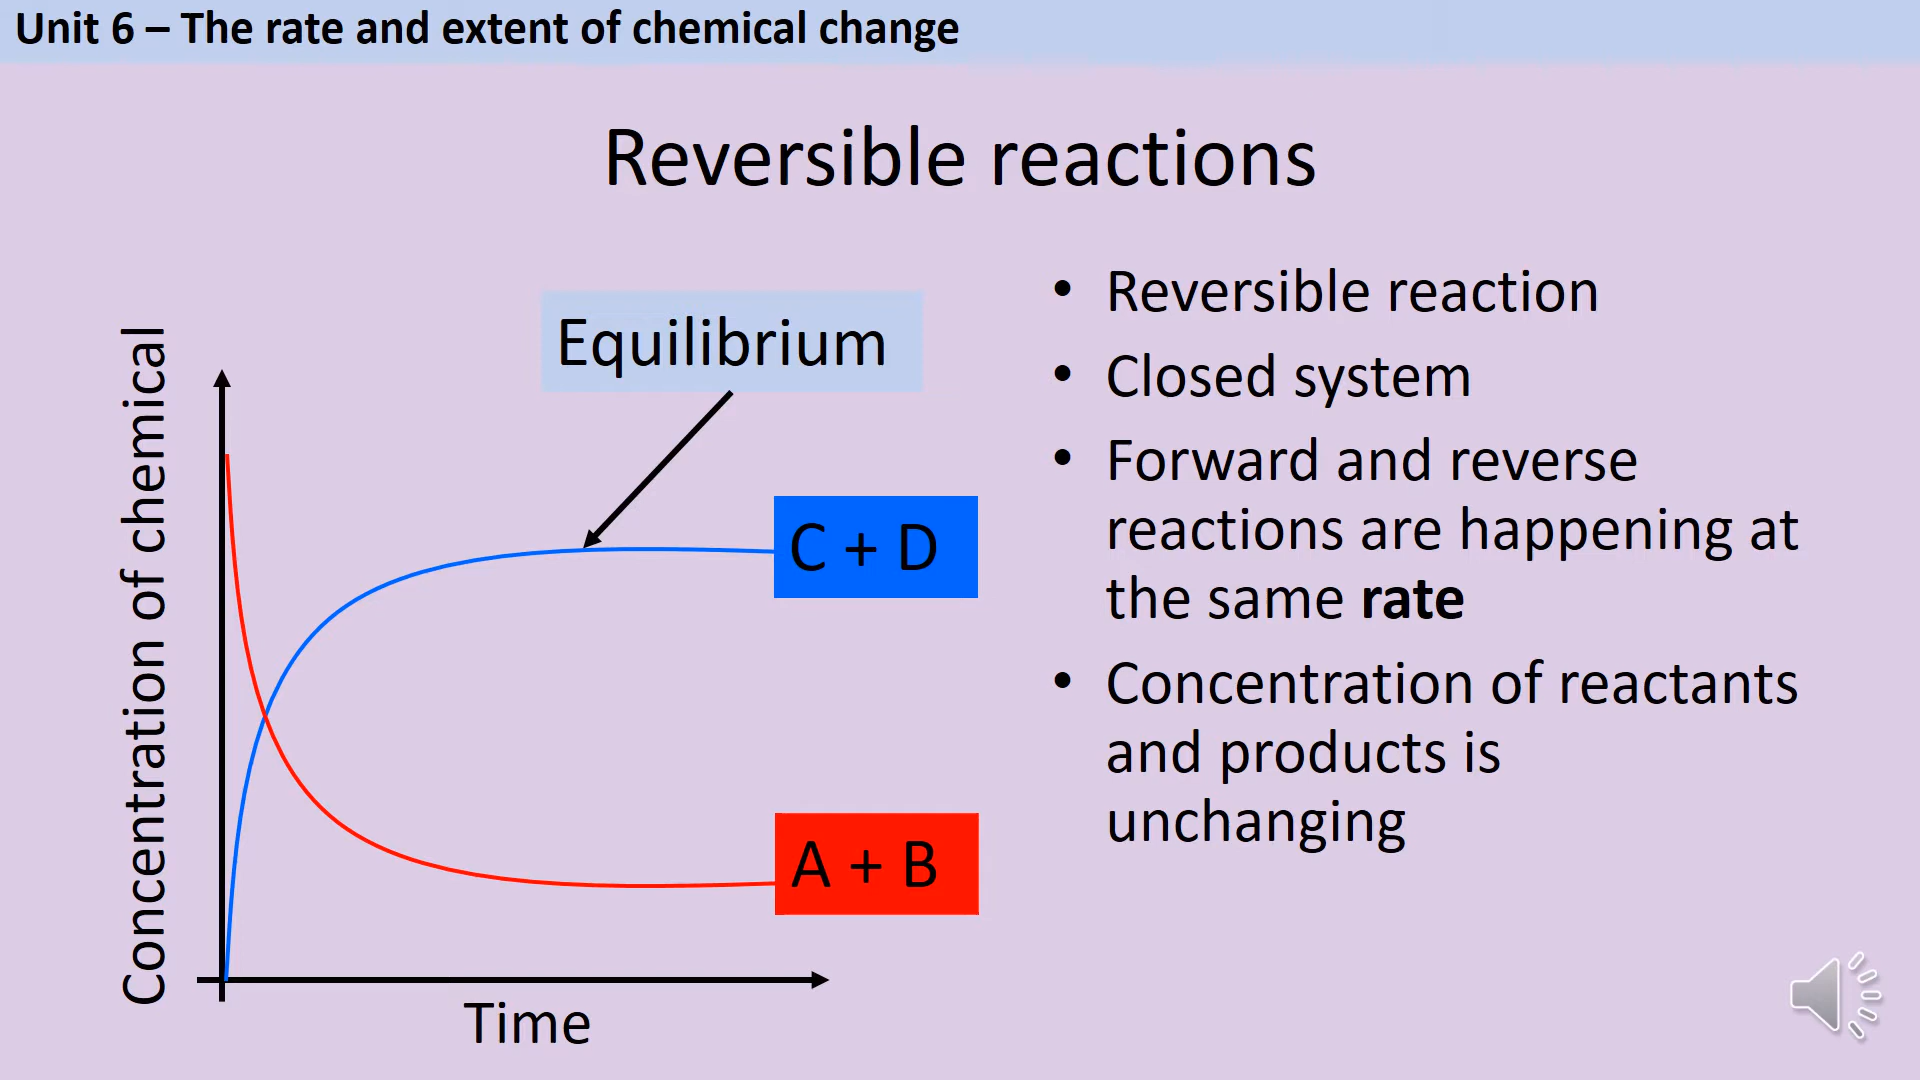 Unit 6 – The rate and extent of chemical change
Reversible reactions
Concentration of chemical
Equilibrium
C + D
A + B
Time
• Reversible reaction
• Closed system
• Forward and reverse
reactions are happening at
the same rate
• Concentration of reactants
and products is
unchanging